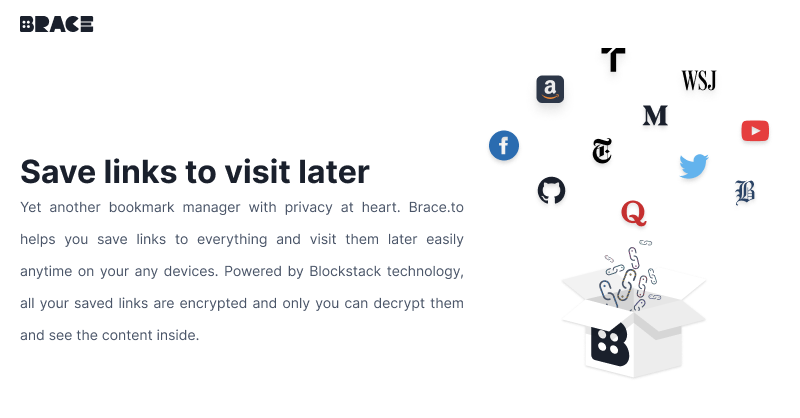 BRACE
Save links to visit later
Yet another bookmark manager with privacy at heart. Brace.to
helps you save links to everything and visit them later easily
anytime on your any devices. Powered by Blockstack technology,
all your saved links are encrypted and only you can decrypt them
and see the content inside.
T
a
WSJ
M
f
T
B
Q
B